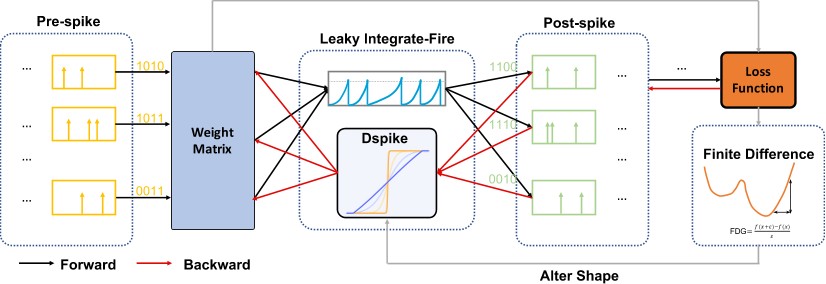 Pre-spike
Leaky Integrate-Fire
Post-spike
...
1010
...
1011
...
...
0011
Weight
Matrix
Dspike
1100
...
1110
...
...
0010
...
...
Loss
Function
Finite Difference
FDG= f(x+ε)−f(x) / ε
Forward
Backward
Alter Shape